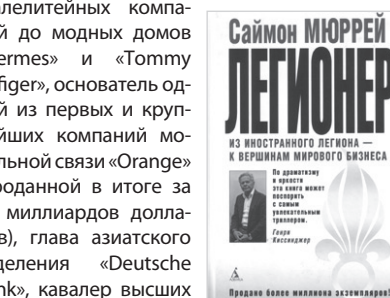 алелитейных компа-
й до модных домов
ermes» и «Tommy
figer», основатель од-
й из первых и круп-
йших компаний мо-
льной связи «Orange»
роданной в итоге за
миллиардов долла-
в), глава азиатского
деления «Deutsche
nk», кавалер высших
Саймон МЮРРЕЙ
ЛЕГИОНЕР
ИЗ ИНОСТРАННОГО ЛЕГИОНА —
К ВЕРШИНАМ МИРОВОГО БИЗНЕСА
По драматизму
и яркости
эта книга может
поспорить
с самым
увлекательным
триллером.
Генри
Киссинджер
Продано более миллиона экземпляров!